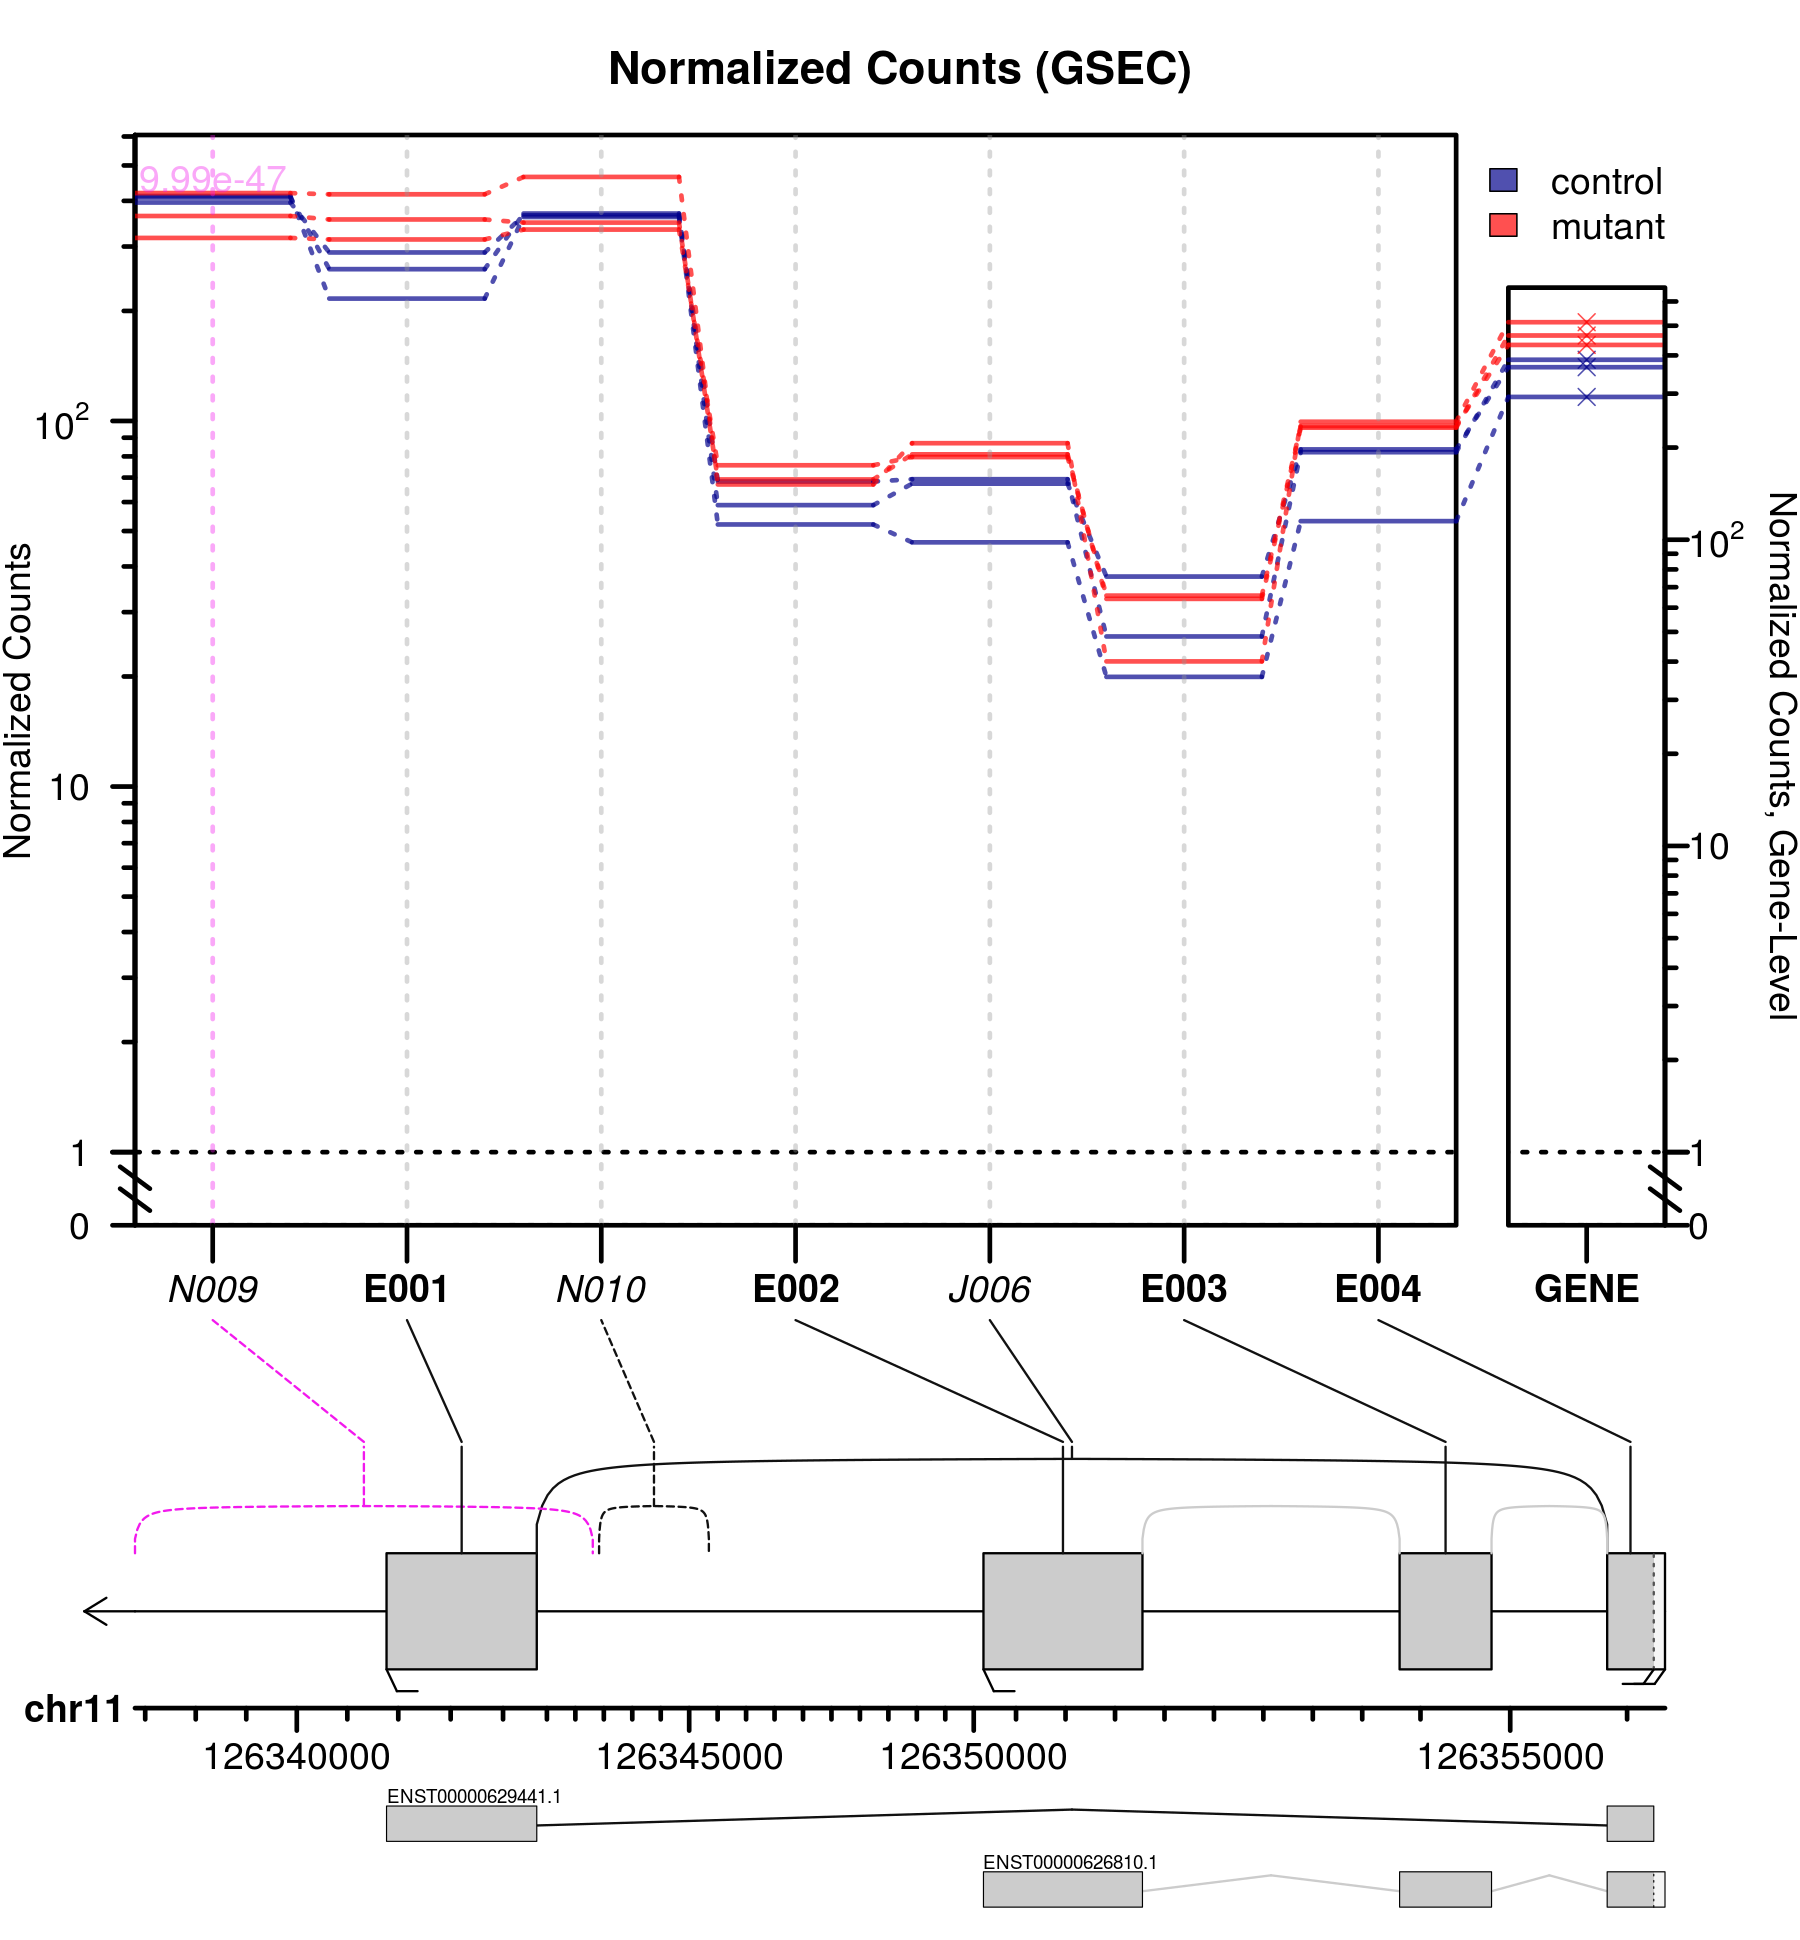 Normalized Counts (GSEC)
9.99e-47
control
mutant
Normalized Counts
10²
10
1
0
Normalized Counts, Gene-Level
10²
10
1
0
N009 E001 N010 E002 J006 E003 E004 GENE
chr11
126340000 126345000 126350000 126355000
ENST00000629441.1
ENST00000626810.1